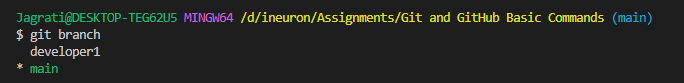 Jagrati@DESKTOP-TEG62U5 MINGW64 /d/ineuron/Assignments/Git and GitHub Basic Commands (main)
$ git branch
  developer1
* main